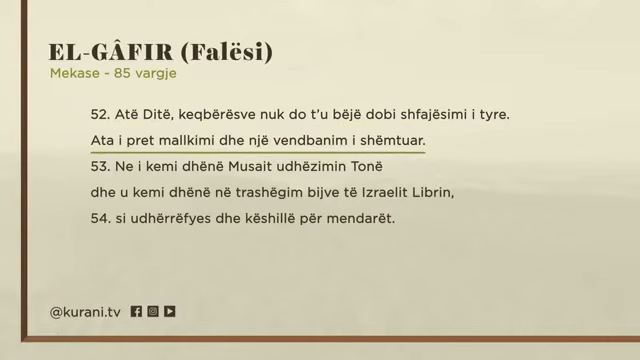 EL-GÂFIR (Falësi)
Mekase - 85 vargje
52. Atë Ditë, keqbërësve nuk do t'u bëjë dobi shfajësimi i tyre.
Ata i pret mallkimi dhe një vendbanim i shëmtuar.
53. Ne i kemi dhënë Musait udhëzimin Tonë
dhe u kemi dhënë në trashëgim bijve të Izraelit Librin,
54. si udhërrëfyes dhe këshillë për mendarët.
@kurani.tv